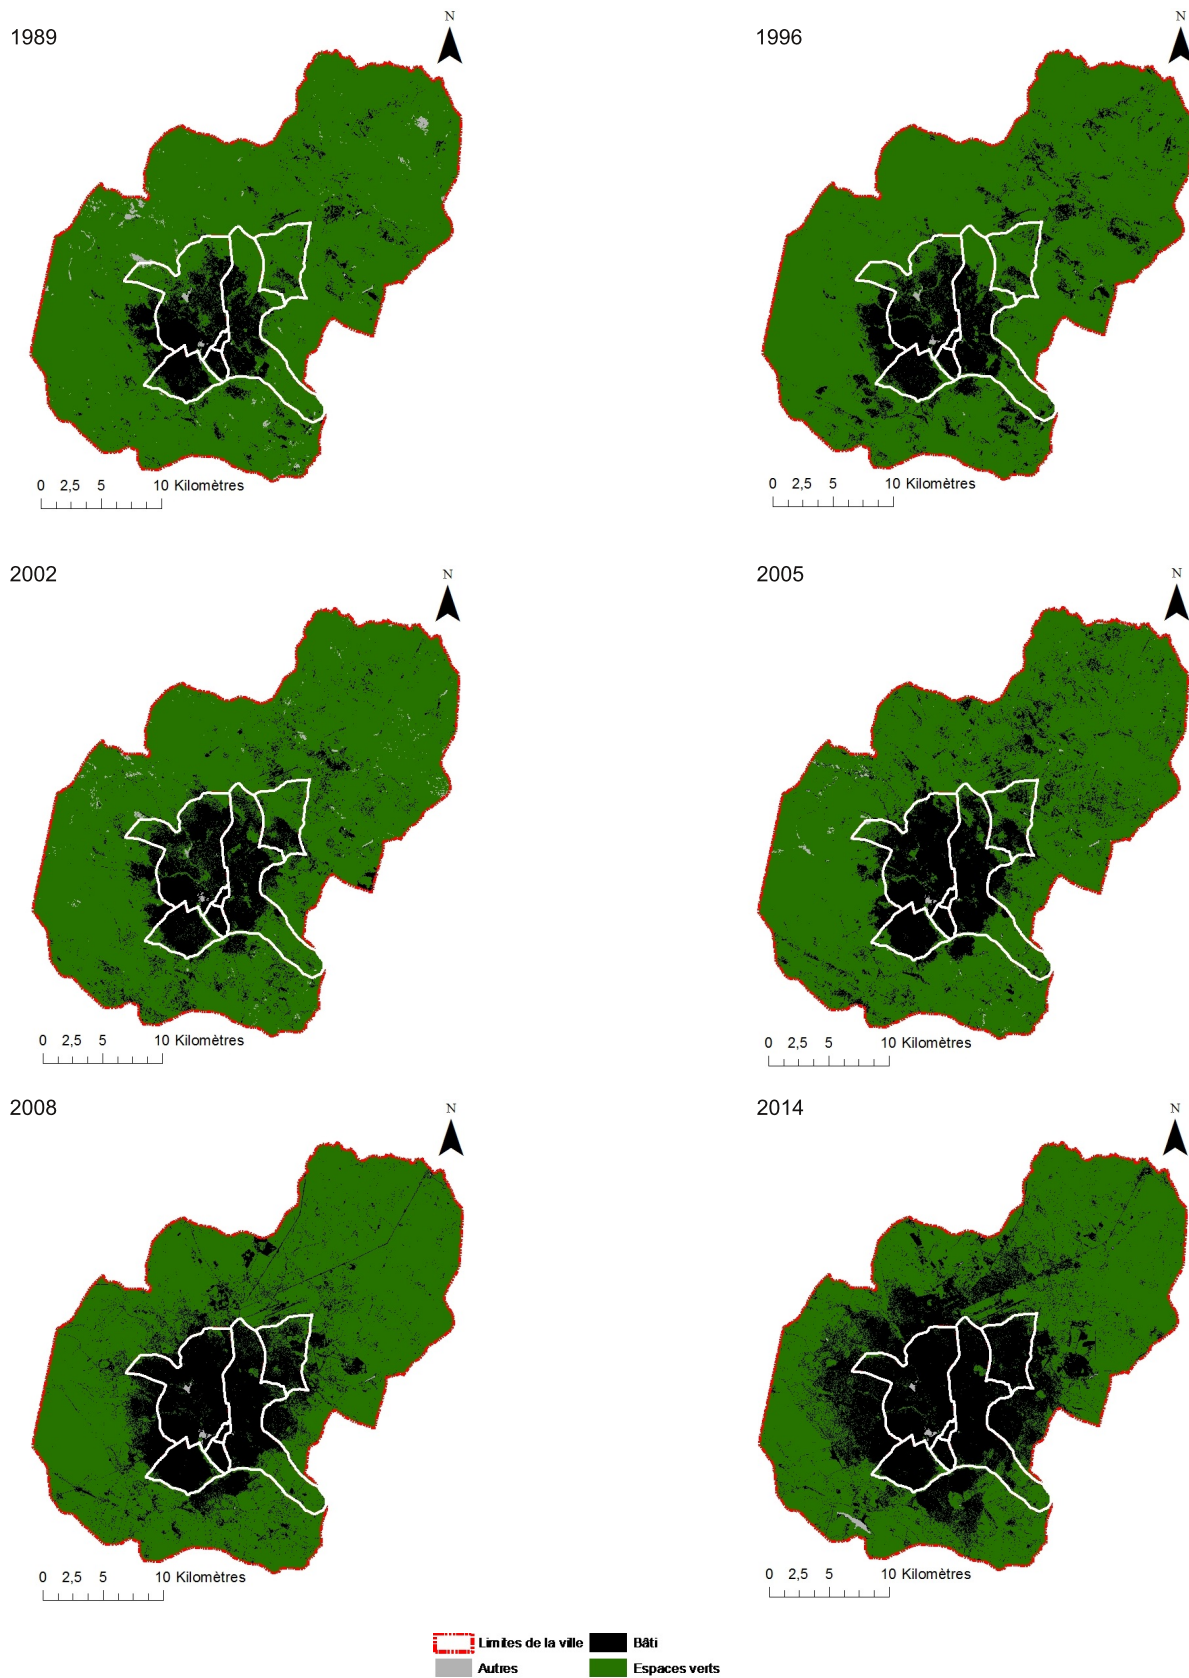 N
N
1989
1996
0 2,5 5 10 Kilomètres
0 2,5 5 10 Kilomètres
N
N
2002
2005
0 2,5 5 10 Kilomètres
0 2,5 5 10 Kilomètres
N
N
2008
2014
0 2,5 5 10 Kilomètres
0 2,5 5 10 Kilomètres
Limites de la ville Bâti
Autres Espaces verts